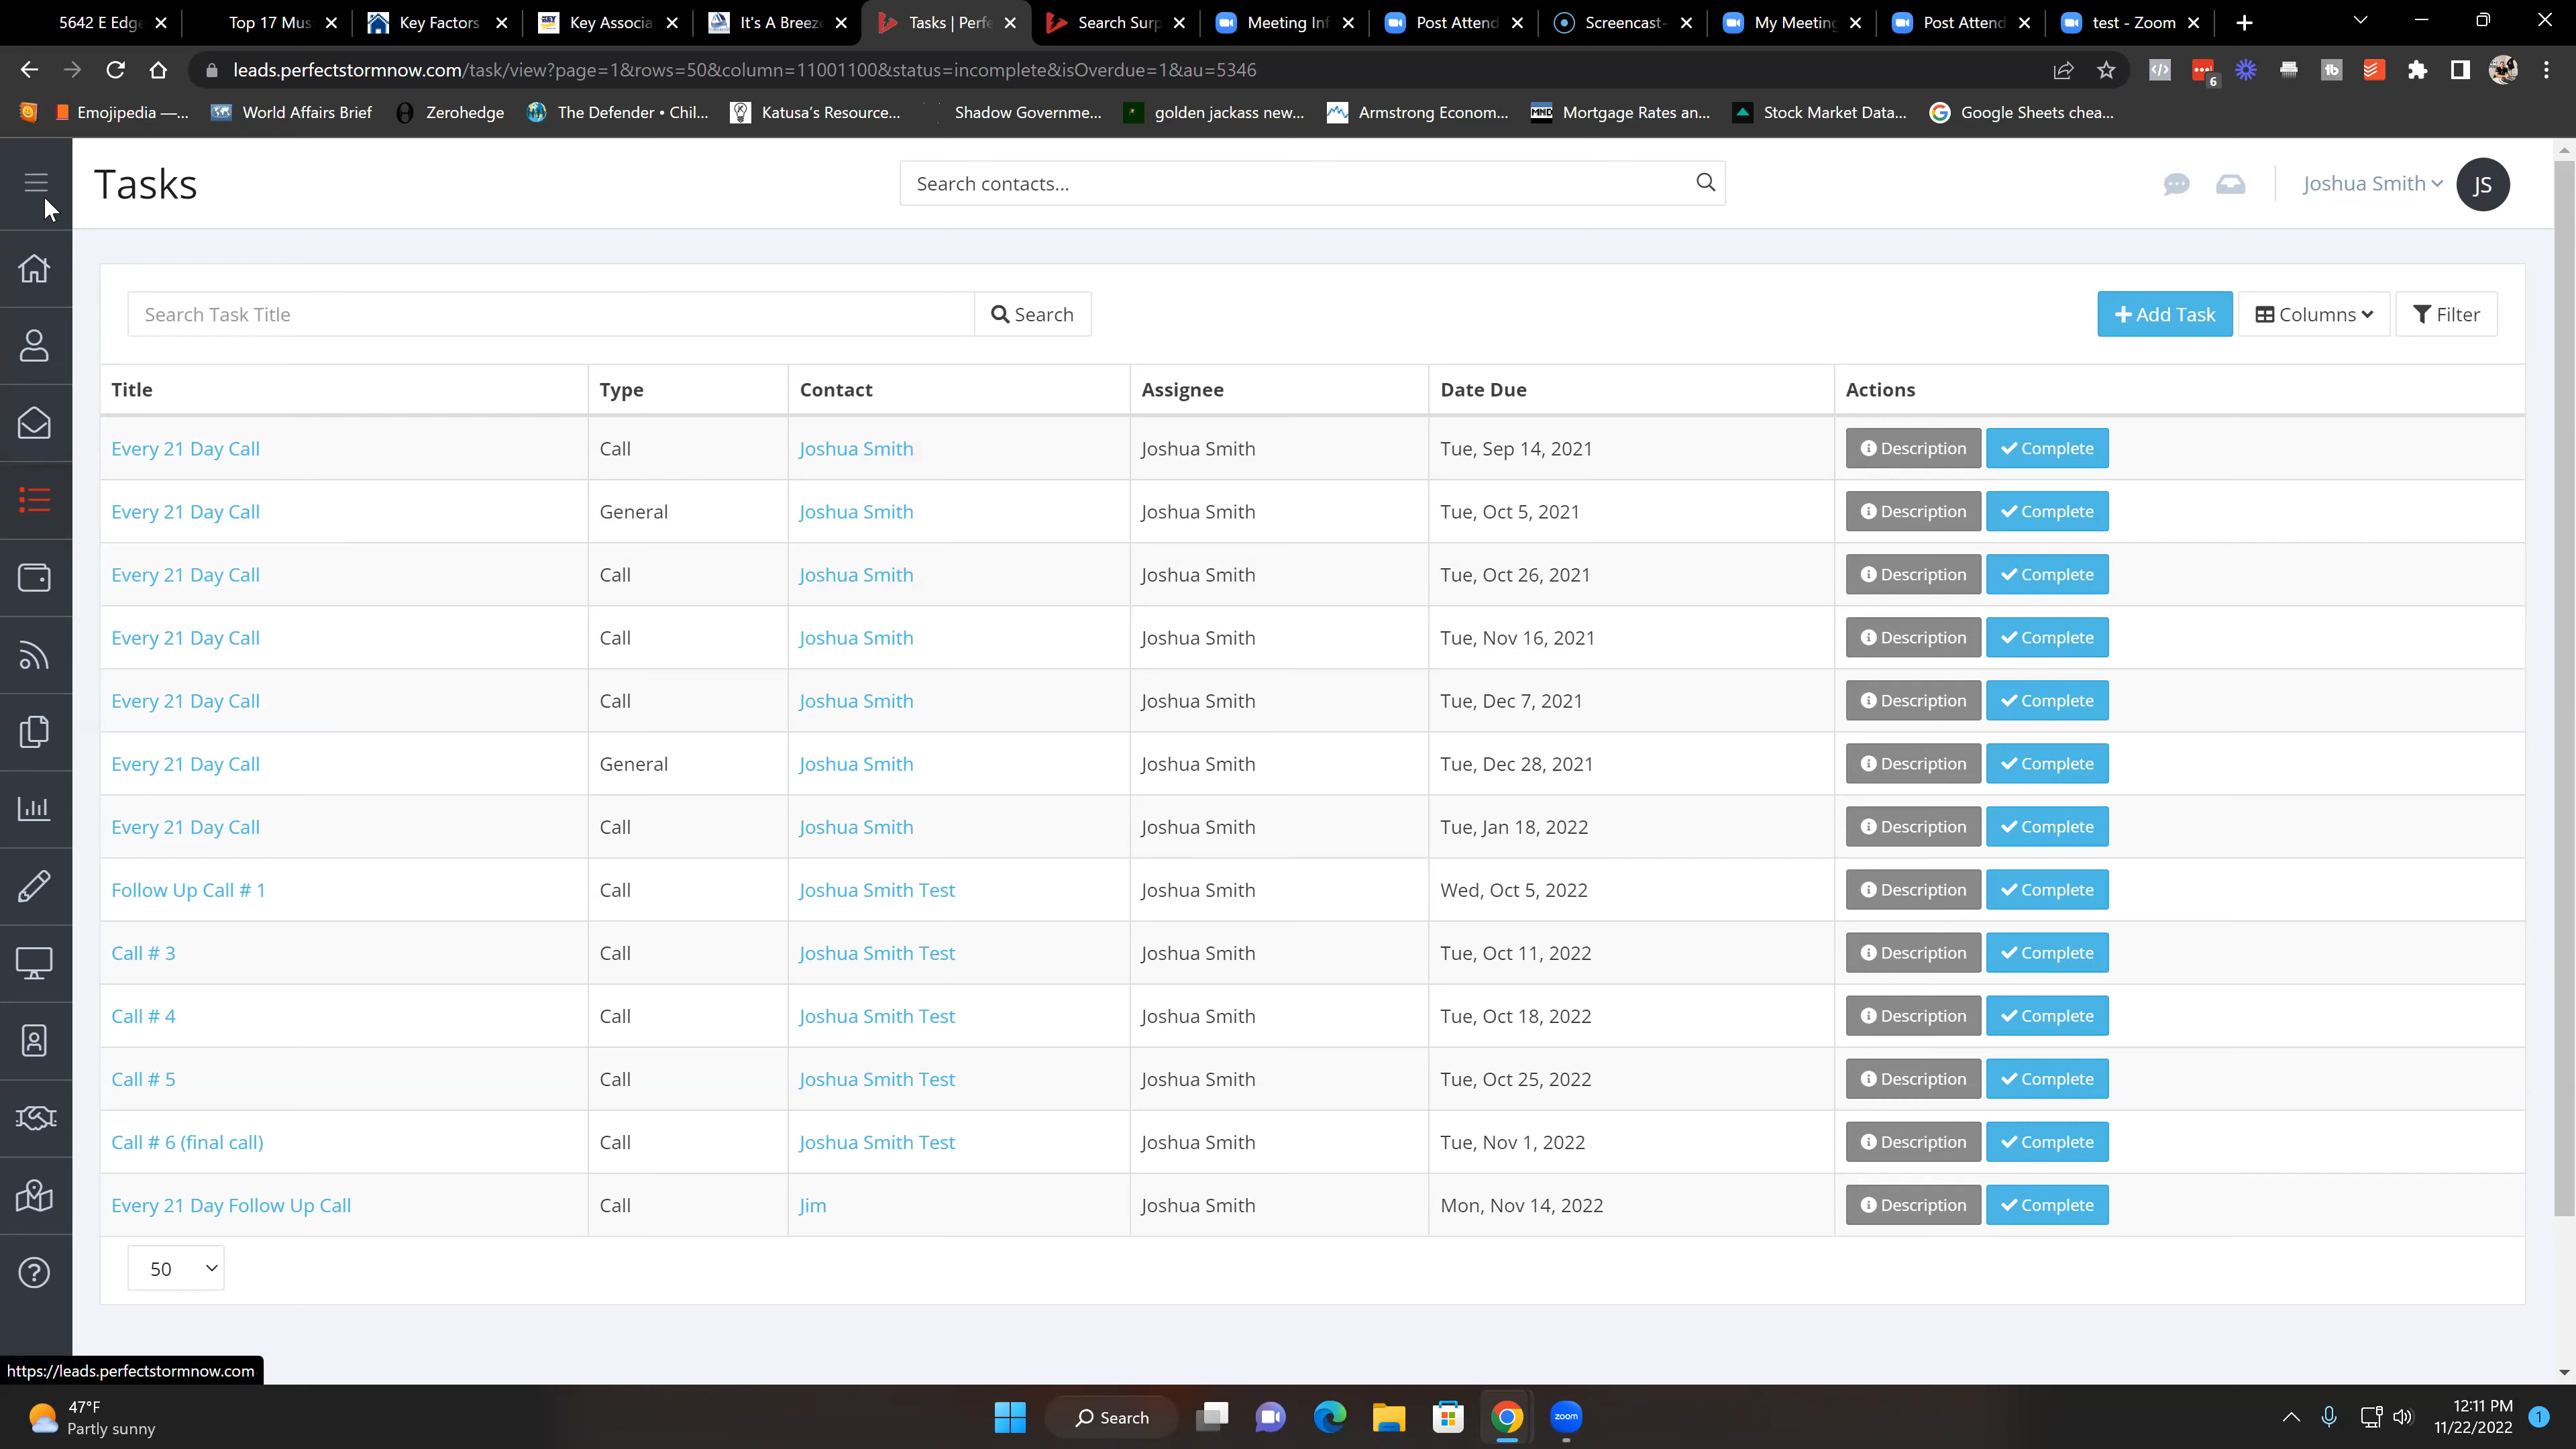 5642 E Edge
Top 17 Mus
Key Factors
Key Associa
It's A Breeze
Tasks | Perfe
Search Surp
Meeting Inf
Post Attend
Screencast-
My Meeting
Post Attend
test - Zoom
leads.perfectstormnow.com/task/view?page=1&rows=50&column=11001100&status=incomplete&isOverdue=1&au=5346
6
Emojipedia —...
World Affairs Brief
Zerohedge
The Defender • Chil...
Katusa's Resource...
Shadow Governme...
golden jackass new...
Armstrong Econom...
MND
Mortgage Rates an...
Stock Market Data...
Google Sheets chea...
Tasks
Search contacts...
Joshua Smith
JS
Search Task Title
Search
Add Task
Columns
Filter
Title Type Contact Assignee Date Due Actions
Every 21 Day Call Call Joshua Smith Joshua Smith Tue, Sep 14, 2021 Description Complete
Every 21 Day Call General Joshua Smith Joshua Smith Tue, Oct 5, 2021 Description Complete
Every 21 Day Call Call Joshua Smith Joshua Smith Tue, Oct 26, 2021 Description Complete
Every 21 Day Call Call Joshua Smith Joshua Smith Tue, Nov 16, 2021 Description Complete
Every 21 Day Call Call Joshua Smith Joshua Smith Tue, Dec 7, 2021 Description Complete
Every 21 Day Call General Joshua Smith Joshua Smith Tue, Dec 28, 2021 Description Complete
Every 21 Day Call Call Joshua Smith Joshua Smith Tue, Jan 18, 2022 Description Complete
Follow Up Call # 1 Call Joshua Smith Test Joshua Smith Wed, Oct 5, 2022 Description Complete
Call # 3 Call Joshua Smith Test Joshua Smith Tue, Oct 11, 2022 Description Complete
Call # 4 Call Joshua Smith Test Joshua Smith Tue, Oct 18, 2022 Description Complete
Call # 5 Call Joshua Smith Test Joshua Smith Tue, Oct 25, 2022 Description Complete
Call # 6 (final call) Call Joshua Smith Test Joshua Smith Tue, Nov 1, 2022 Description Complete
Every 21 Day Follow Up Call Call Jim Joshua Smith Mon, Nov 14, 2022 Description Complete
50
https://leads.perfectstormnow.com
47°F
Partly sunny
Search
zoom
12:11 PM
11/22/2022
1